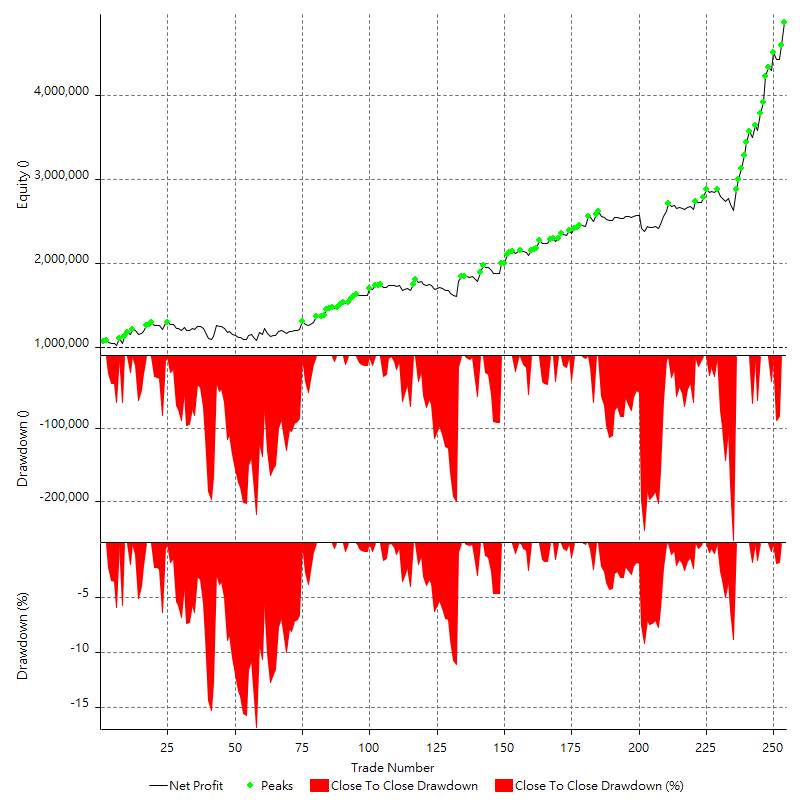 4,000,000
3,000,000
2,000,000
1,000,000
Equity ()
-100,000
-200,000
Drawdown ()
-5
-10
-15
Drawdown (%)
25 50 75 100 125 150 175 200 225 250
Trade Number
Net Profit Peaks Close To Close Drawdown Close To Close Drawdown (%)